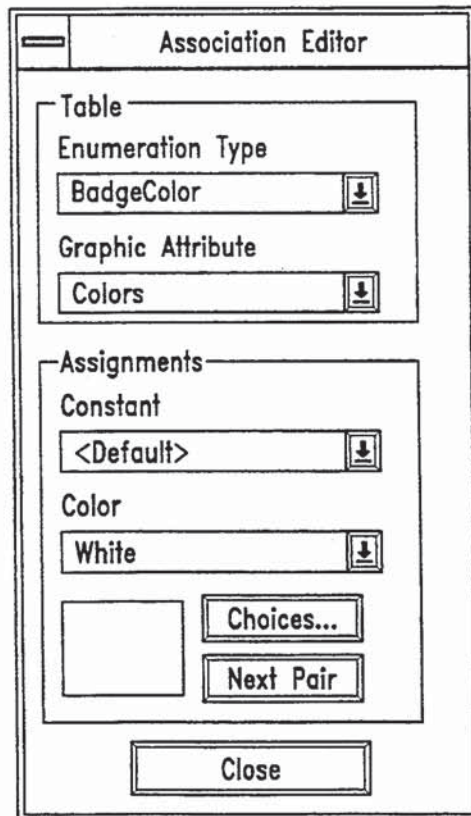 Association Editor
Table
Enumeration Type
BadgeColor
Graphic Attribute
Colors
Assignments
Constant
<Default>
Color
White
Choices...
Next Pair
Close